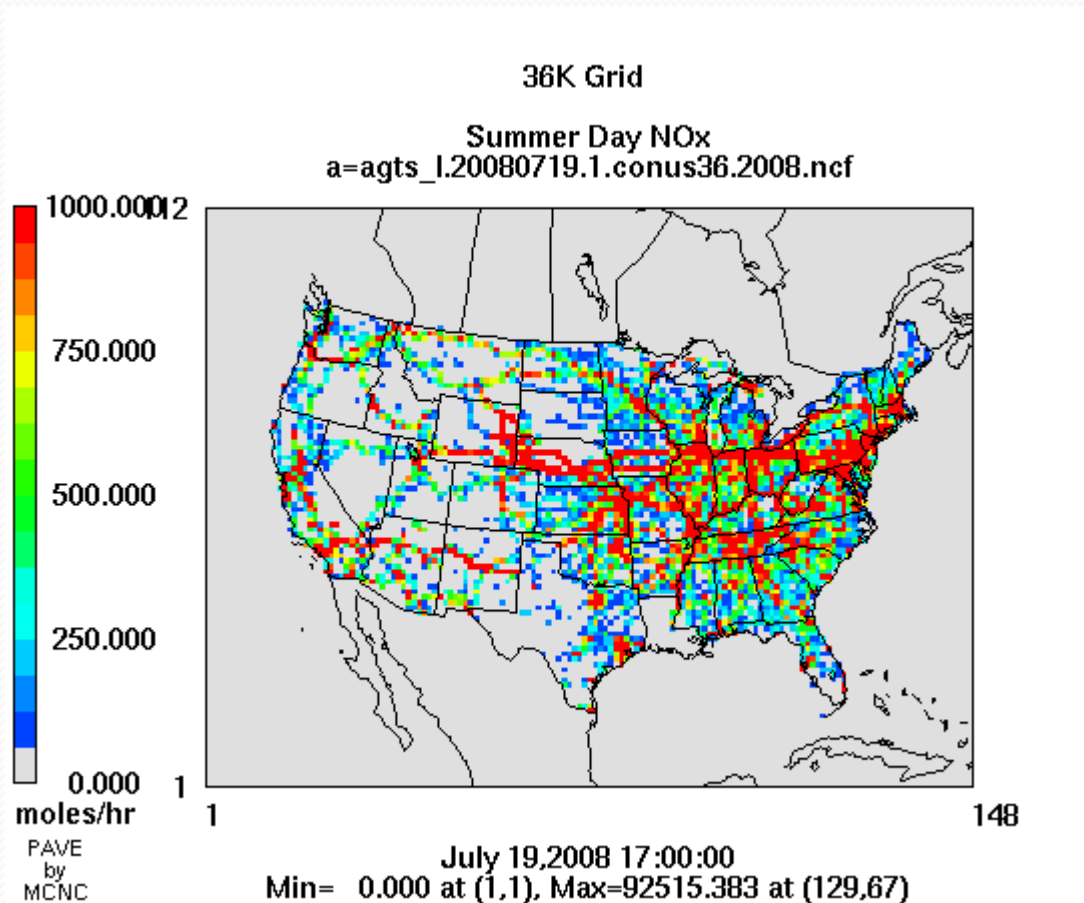 36K Grid
Summer Day NOx
a=agts_l.20080719.1.conus36.2008.ncf
1000.000
112
750.000
500.000
250.000
0.000
1
moles/hr
1
148
PAVE
by
MCNC
July 19,2008 17:00:00
Min= 0.000 at (1,1), Max=92515.383 at (129,67)